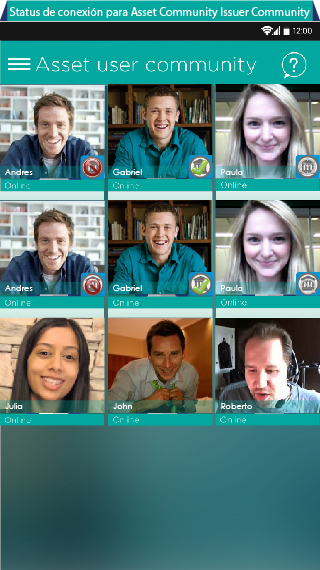 Status de conexión para Asset Community Issuer Community
12:00
Asset user community
?
Andres Gabriel Paula
Online Online Online
Andres Gabriel Paula
Online Online Online
Julia John Roberto
Online Online Online